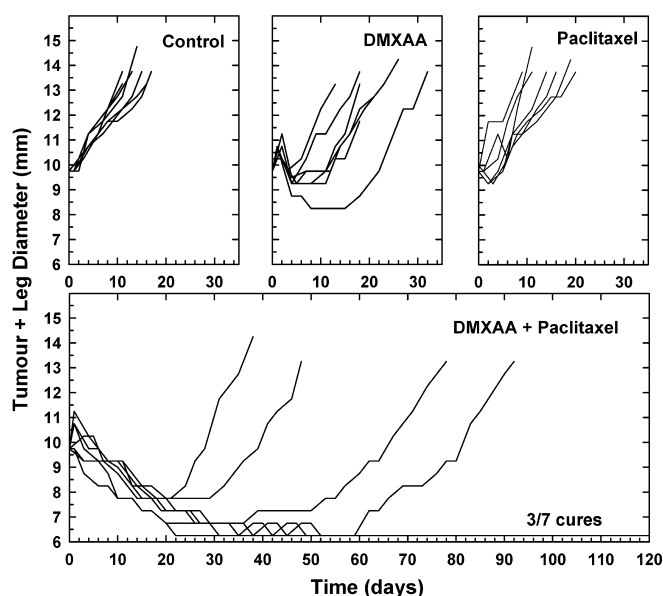 Control
DMXAA
Paclitaxel
15
14
13
12
11
10
9
8
7
6
0 10 20 30
0 10 20 30
0 10 20 30
Tumour + Leg Diameter (mm)
DMXAA + Paclitaxel
15
14
13
12
11
10
9
8
7
6
3/7 cures
0 10 20 30 40 50 60 70 80 90 100 110 120
Time (days)